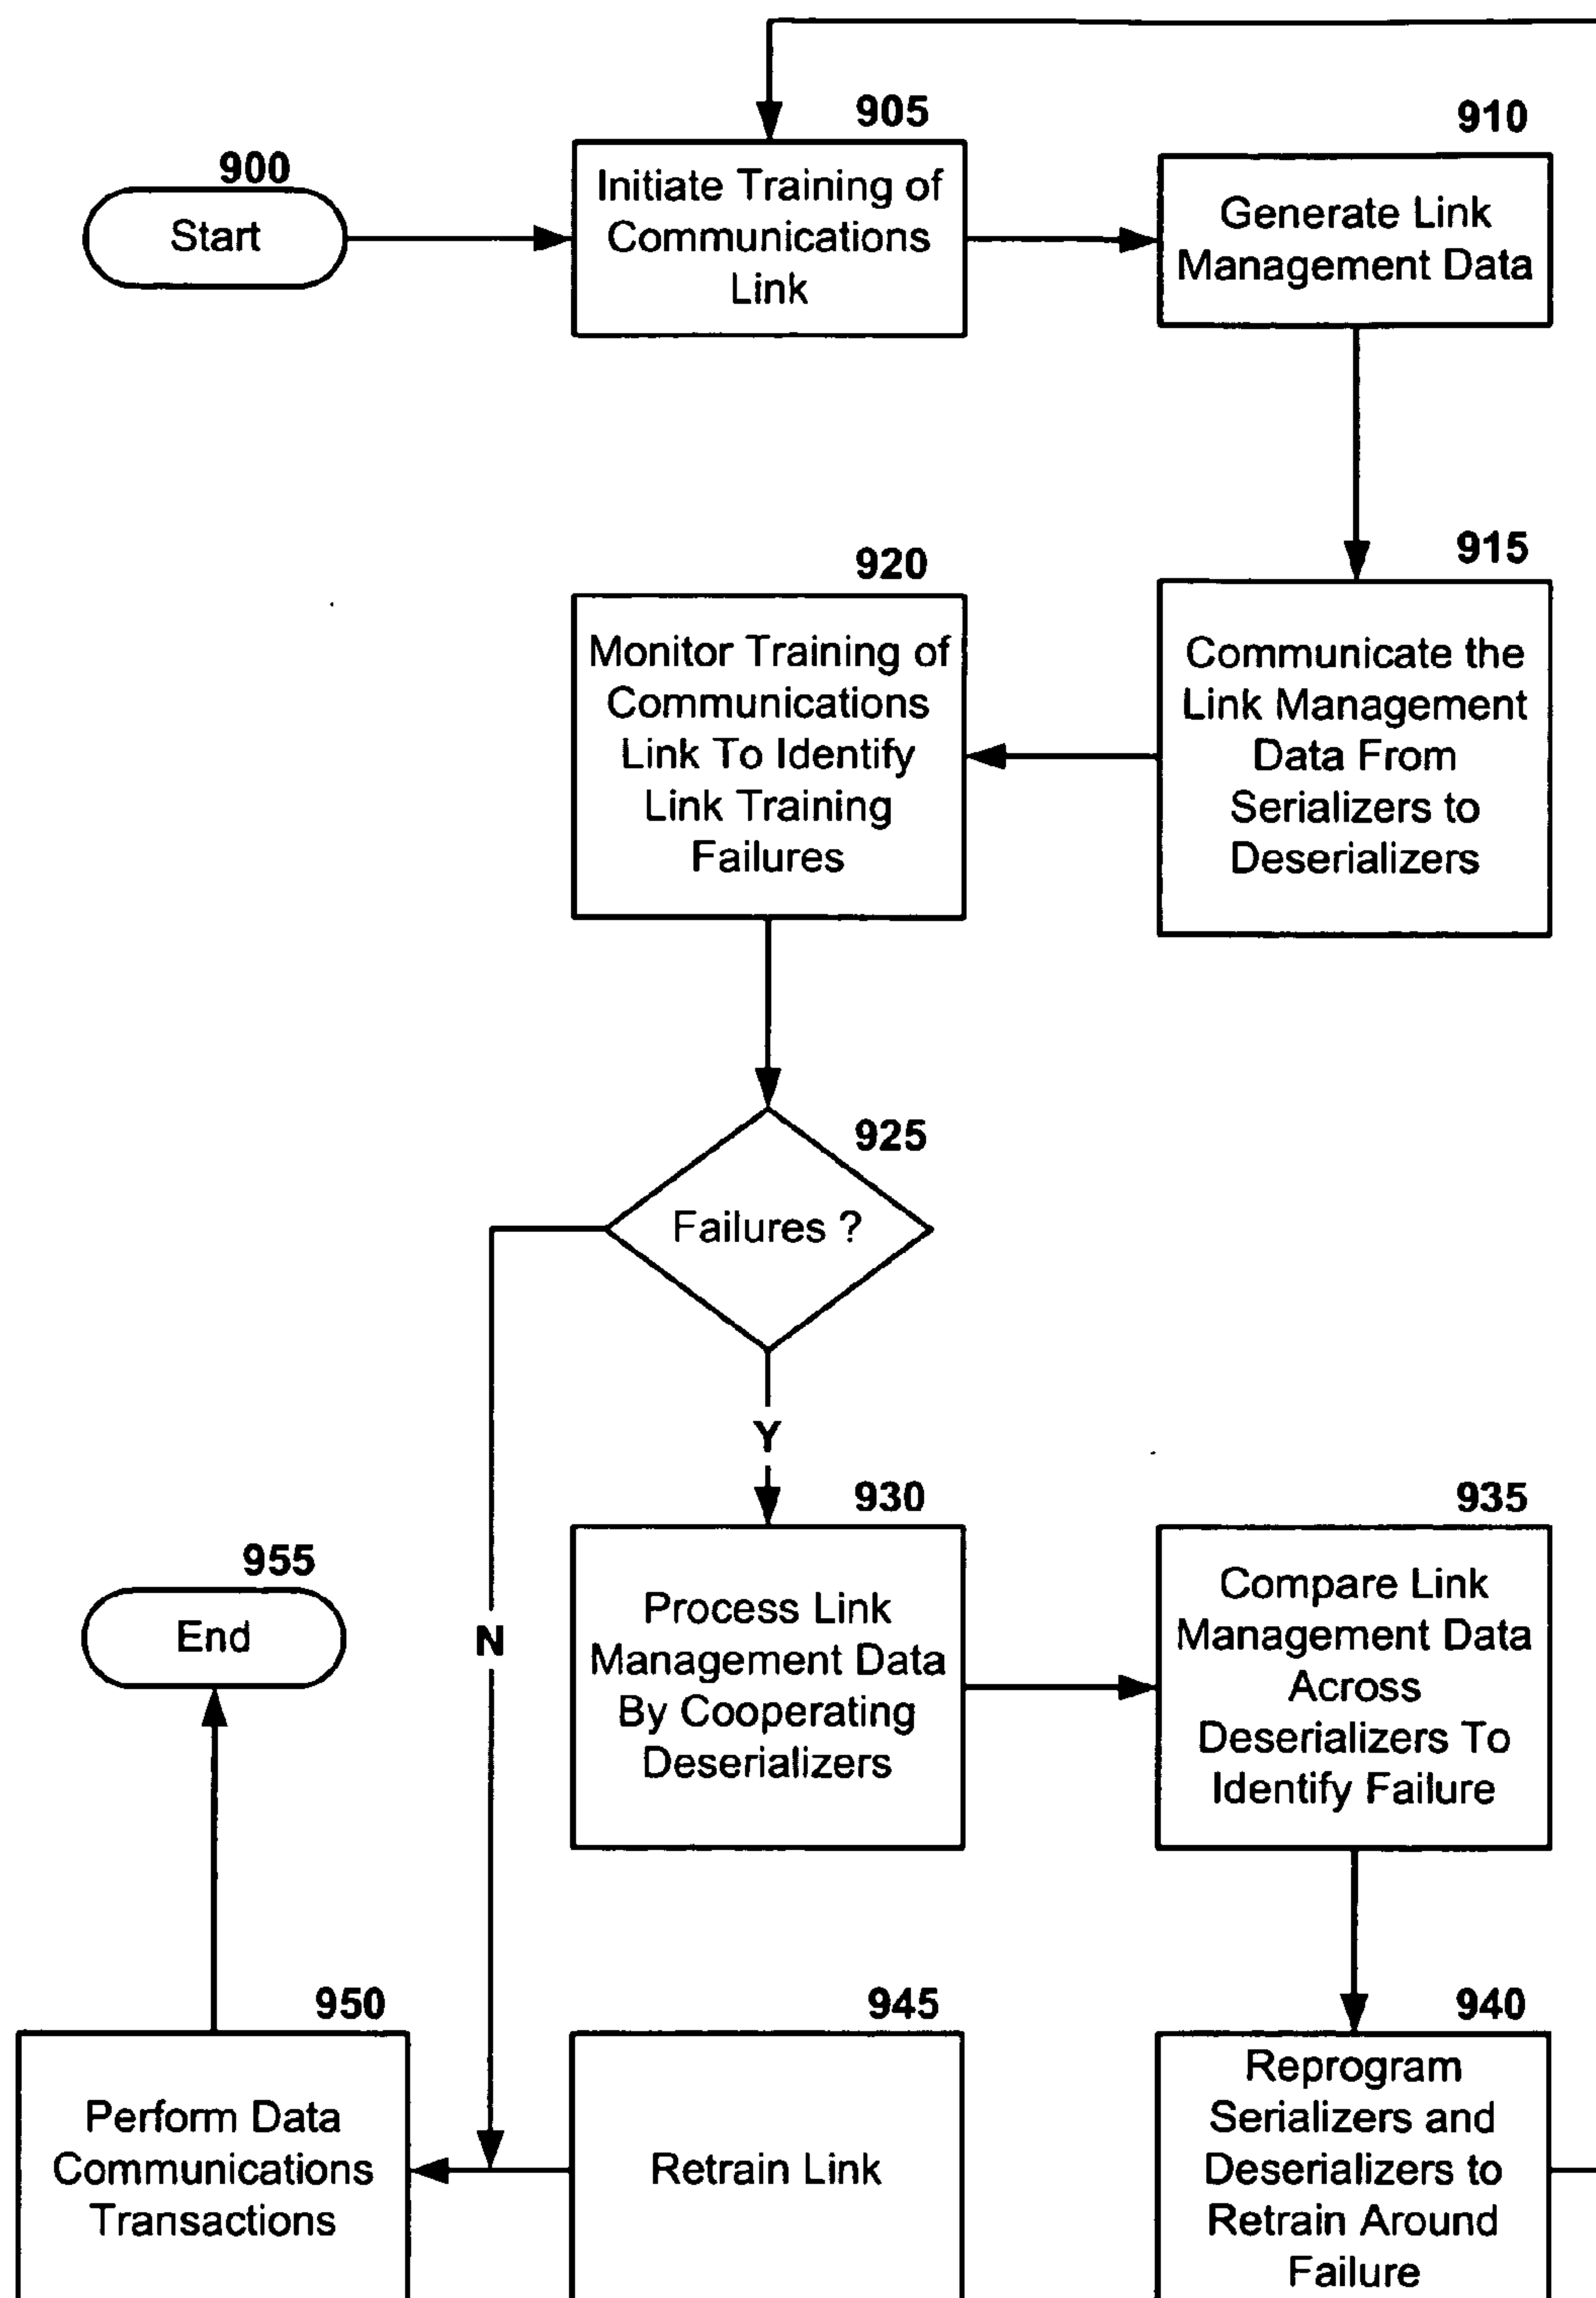 900
Start
905
Initiate Training of
Communications
Link
910
Generate Link
Management Data
915
Communicate the
Link Management
Data From
Serializers to
Deserializers
920
Monitor Training of
Communications
Link To Identify
Link Training
Failures
925
Failures ?
Y
N
930
Process Link
Management Data
By Cooperating
Deserializers
935
Compare Link
Management Data
Across
Deserializers To
Identify Failure
940
Reprogram
Serializers and
Deserializers to
Retrain Around
Failure
945
Retrain Link
950
Perform Data
Communications
Transactions
955
End